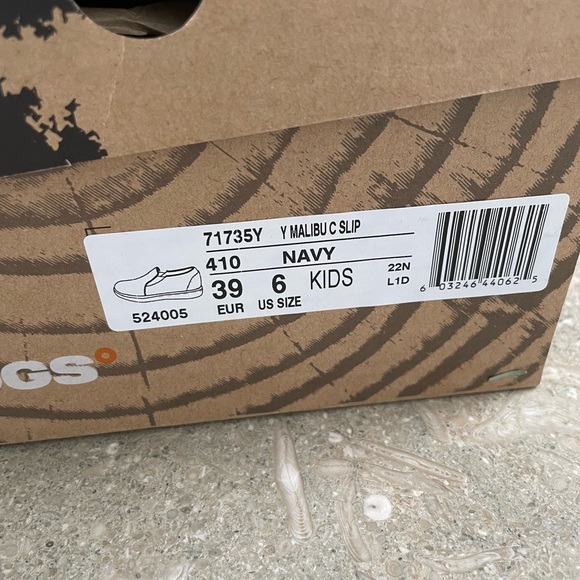 71735Y Y MALIBU C SLIP
410 NAVY
39 6 KIDS 22N
EUR US SIZE L1D
524005
6 03246 44062 5
GS°